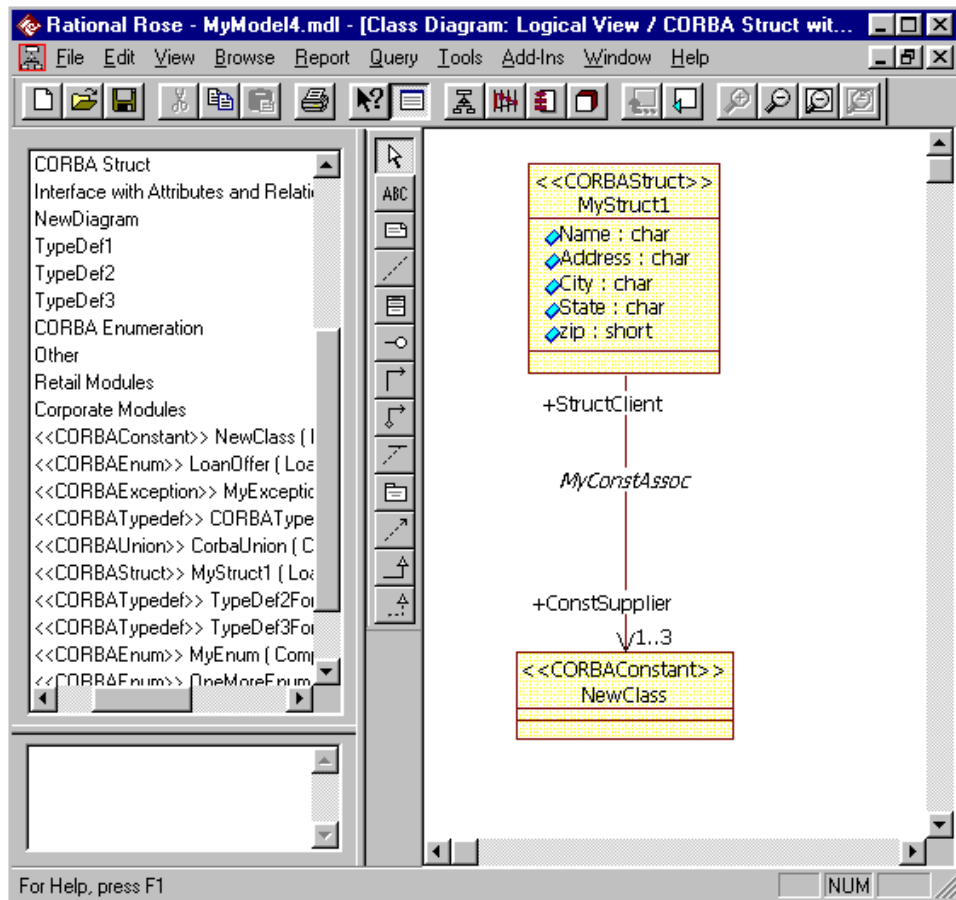 Rational Rose - MyModel4.mdl - [Class Diagram: Logical View / CORBA Struct wit...
File Edit View Browse Report Query Tools Add-Ins Window Help
CORBA Struct
Interface with Attributes and Relati
NewDiagram
TypeDef1
TypeDef2
TypeDef3
CORBA Enumeration
Other
Retail Modules
Corporate Modules
<<CORBAConstant>> NewClass (
<<CORBAEnum>> LoanOffer ( Loa
<<CORBAException>> MyExceptic
<<CORBATypedef>> CORBAType
<<CORBAUnion>> CorbaUnion ( C
<<CORBAStruct>> MyStruct1 ( Loa
<<CORBATypedef>> TypeDef2For
<<CORBATypedef>> TypeDef3For
<<CORBAEnum>> MyEnum ( Comp
<<CORBAEnum>> OneMoreEnum
ABC
<<CORBAStruct>>
MyStruct1
Name : char
Address : char
City : char
State : char
zip : short
+StructClient
MyConstAssoc
+ConstSupplier
1..3
<<CORBAConstant>>
NewClass
For Help, press F1
NUM